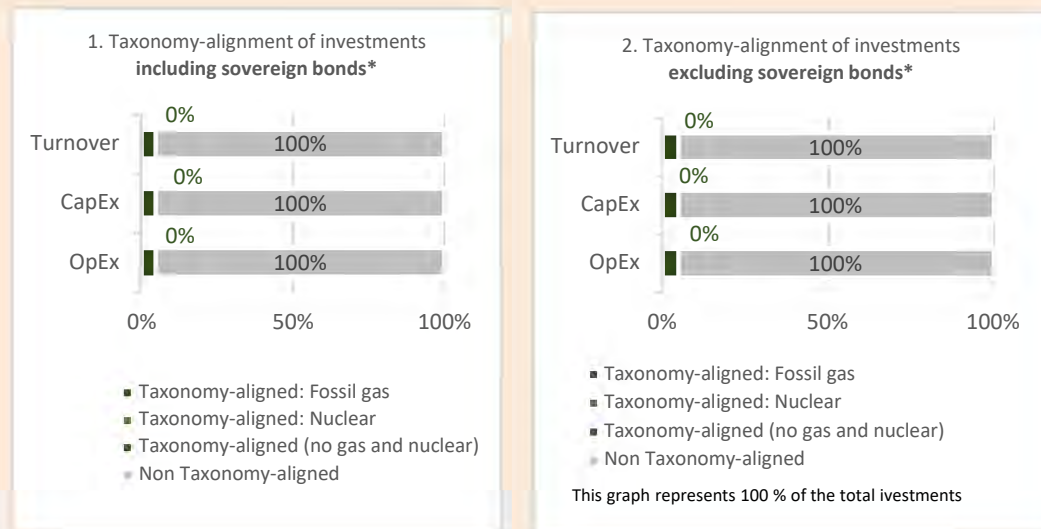 1. Taxonomy-alignment of investments
including sovereign bonds*
0%
Turnover 100%
0%
CapEx 100%
0%
OpEx 100%
0% 50% 100%
Taxonomy-aligned: Fossil gas
Taxonomy-aligned: Nuclear
Taxonomy-aligned (no gas and nuclear)
Non Taxonomy-aligned
2. Taxonomy-alignment of investments
excluding sovereign bonds*
0%
Turnover 100%
0%
CapEx 100%
0%
OpEx 100%
0% 50% 100%
Taxonomy-aligned: Fossil gas
Taxonomy-aligned: Nuclear
Taxonomy-aligned (no gas and nuclear)
Non Taxonomy-aligned
This graph represents 100 % of the total ivestments